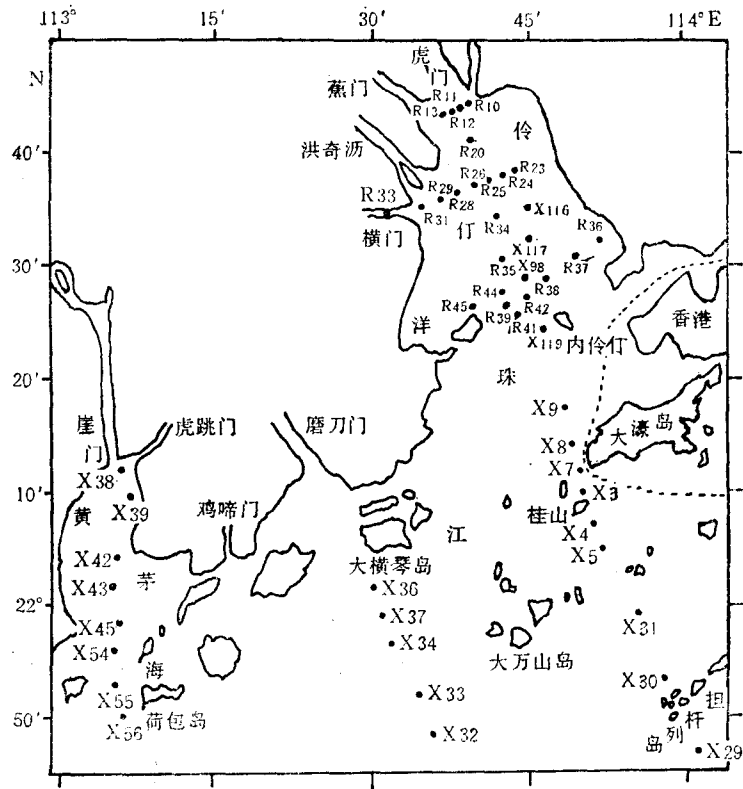 113° 15′ 30′ 45′ 114°E
N
虎门
蕉门
R11
R10
R13
R12
洪奇沥
伶
40′
R20
R23
R26
R24
R25
R29
R28
R33
R31
X116
R34
R36
横门
仃
X117
R37
30′
R35
X98
R44
R38
R45
R42
R39
R41
洋
X119
内伶仃
香港
20′
珠
X9
大濠岛
崖门
虎跳门
磨刀门
X8
X38
X7
10′
X39
X3
黄
鸡啼门
桂山
X4
江
X5
X42
大横琴岛
X43
茅
X36
22°
X37
X31
X45
X34
大万山岛
X54
海
X30
X33
X55
担杆列岛
50′
荷包岛
X56
X32
X29